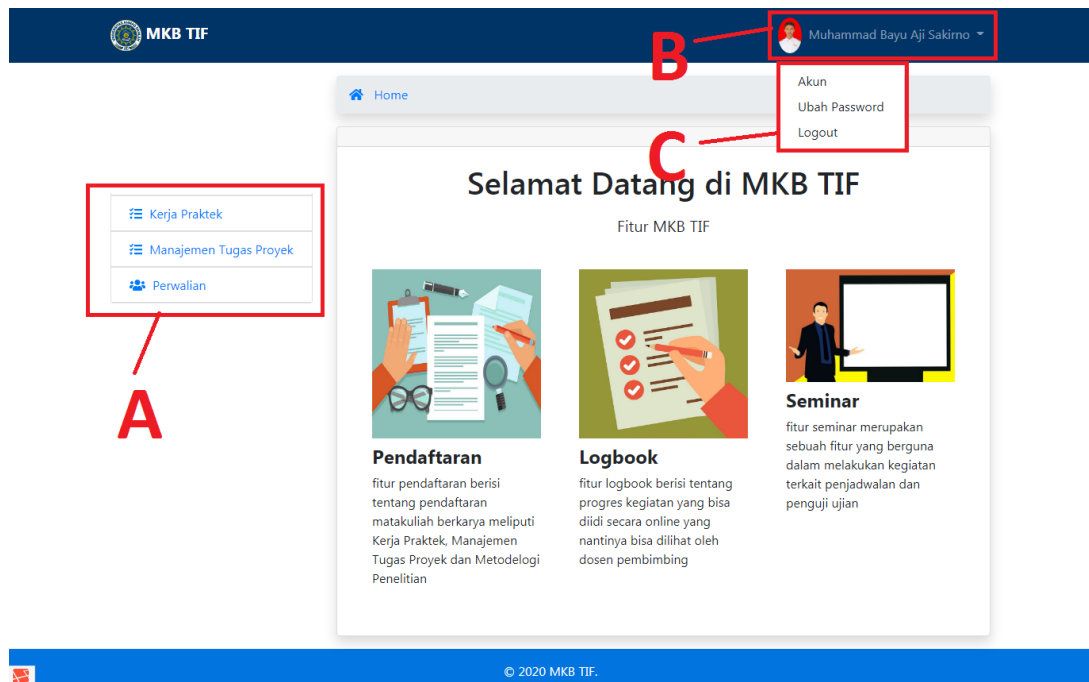 MKB TIF
Muhammad Bayu Aji Sakirno
B
Akun
Ubah Password
Logout
C
Home
Kerja Praktek
Manajemen Tugas Proyek
Perwalian
A
Selamat Datang di MKB TIF
Fitur MKB TIF
Pendaftaran
fitur pendaftaran berisi
tentang pendaftaran
matakuliah berkarya meliputi
Kerja Praktek, Manajemen
Tugas Proyek dan Metodelogi
Penelitian
Logbook
fitur logbook berisi tentang
progres kegiatan yang bisa
diidi secara online yang
nantinya bisa dilihat oleh
dosen pembimbing
Seminar
fitur seminar merupakan
sebuah fitur yang berguna
dalam melakukan kegiatan
terkait penjadwalan dan
penguji ujian
© 2020 MKB TIF.